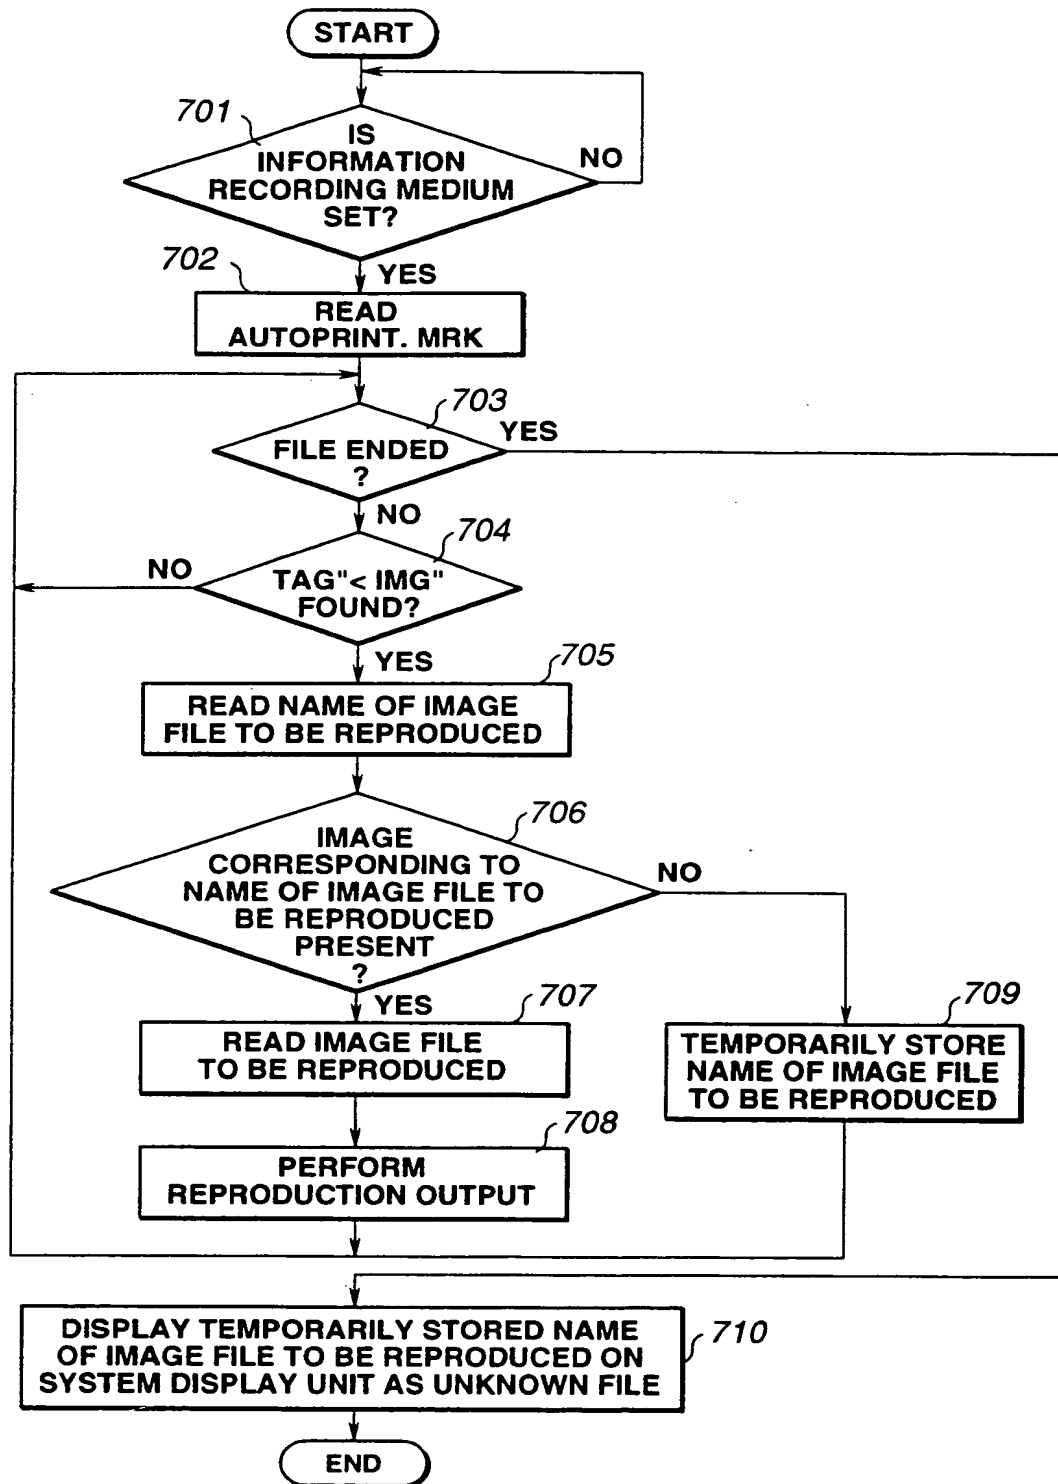 START
701
IS
INFORMATION
RECORDING MEDIUM
SET?
NO
702
YES
READ
AUTOPRINT. MRK
703
YES
FILE ENDED
?
NO
704
NO
TAG"< IMG"
FOUND?
YES
705
READ NAME OF IMAGE
FILE TO BE REPRODUCED
706
IMAGE
CORRESPONDING TO
NAME OF IMAGE FILE TO
BE REPRODUCED
PRESENT
?
NO
YES
707
READ IMAGE FILE
TO BE REPRODUCED
709
TEMPORARILY STORE
NAME OF IMAGE FILE
TO BE REPRODUCED
708
PERFORM
REPRODUCTION OUTPUT
DISPLAY TEMPORARILY STORED NAME
OF IMAGE FILE TO BE REPRODUCED ON
SYSTEM DISPLAY UNIT AS UNKNOWN FILE
710
END